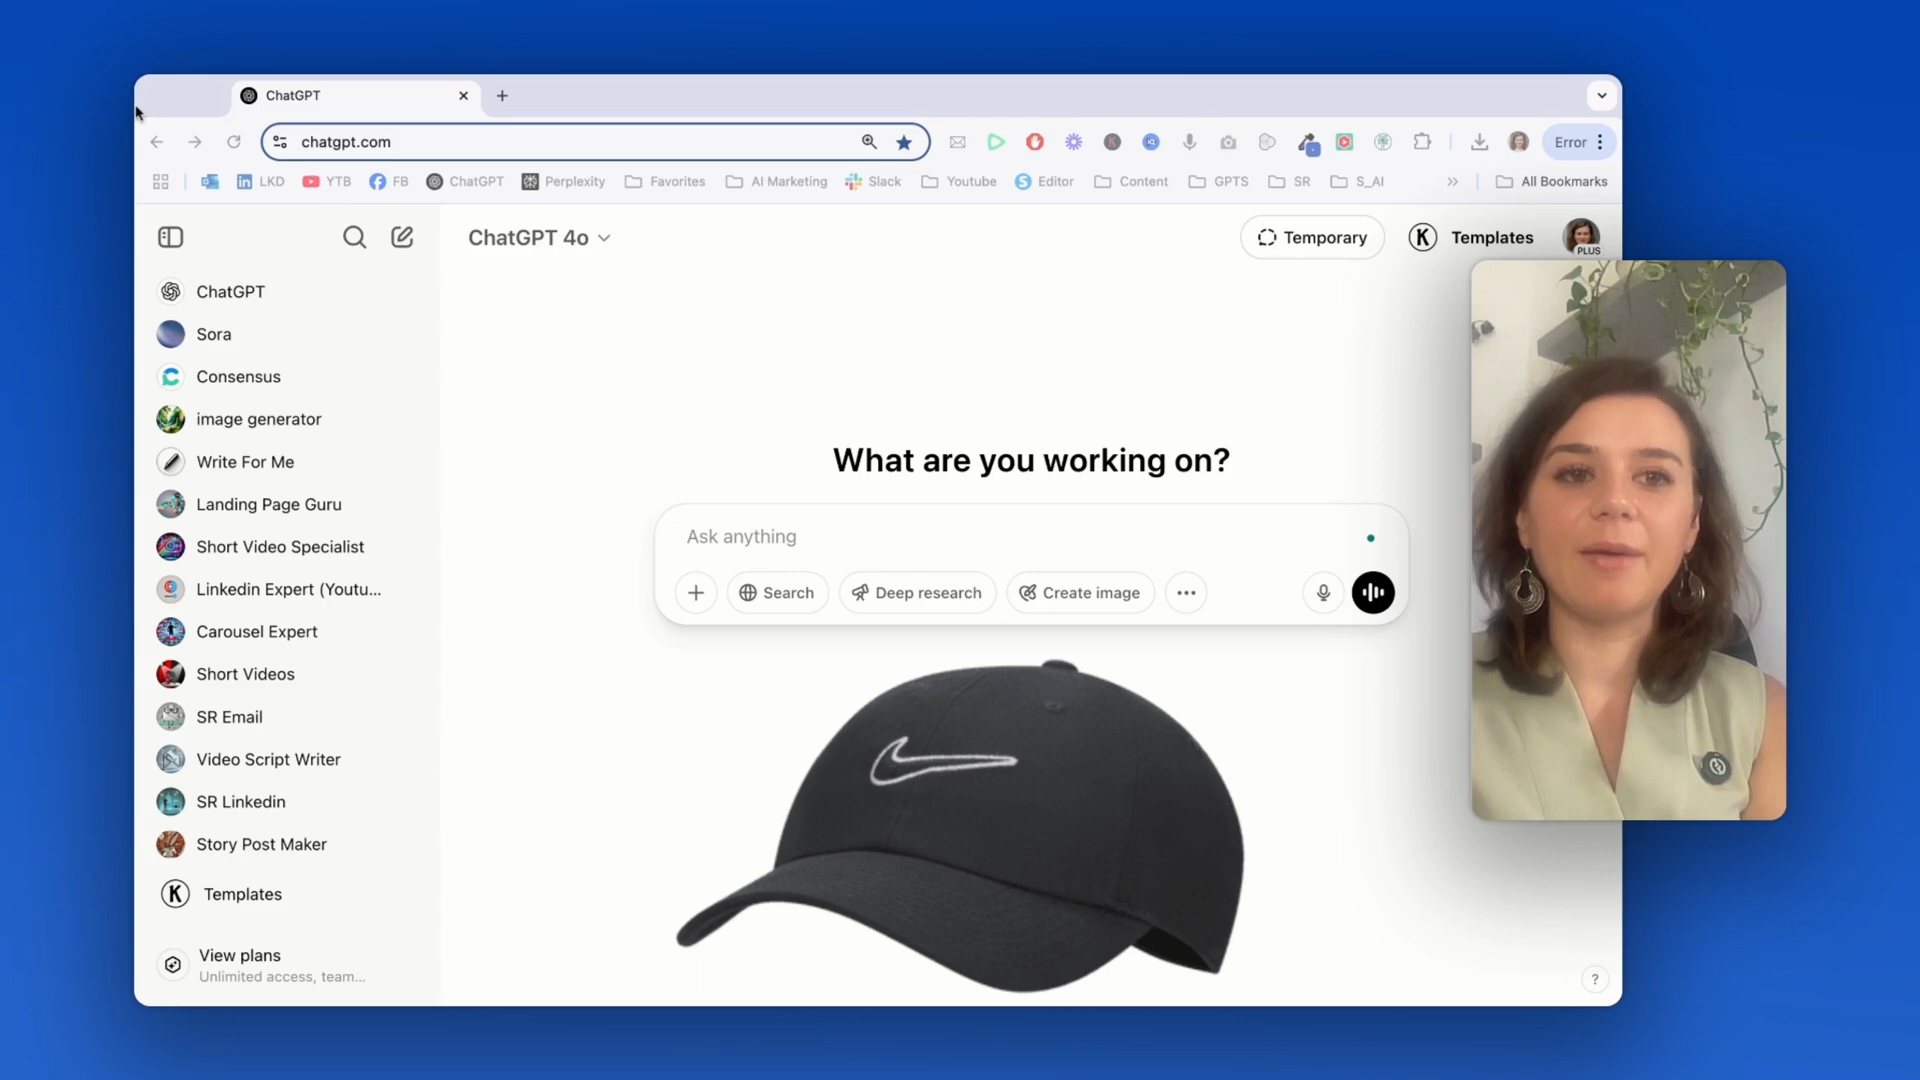 ChatGPT
chatgpt.com
Error
LKD
YTB
FB
ChatGPT
Perplexity
Favorites
AI Marketing
Slack
Youtube
Editor
Content
GPTS
SR
S_AI
All Bookmarks
ChatGPT 4o
Temporary
K Templates
PLUS
ChatGPT
Sora
Consensus
image generator
Write For Me
Landing Page Guru
Short Video Specialist
Linkedin Expert (Youtu...
Carousel Expert
Short Videos
SR Email
Video Script Writer
SR Linkedin
Story Post Maker
K Templates
View plans
Unlimited access, team...
What are you working on?
Ask anything
Search
Deep research
Create image
?